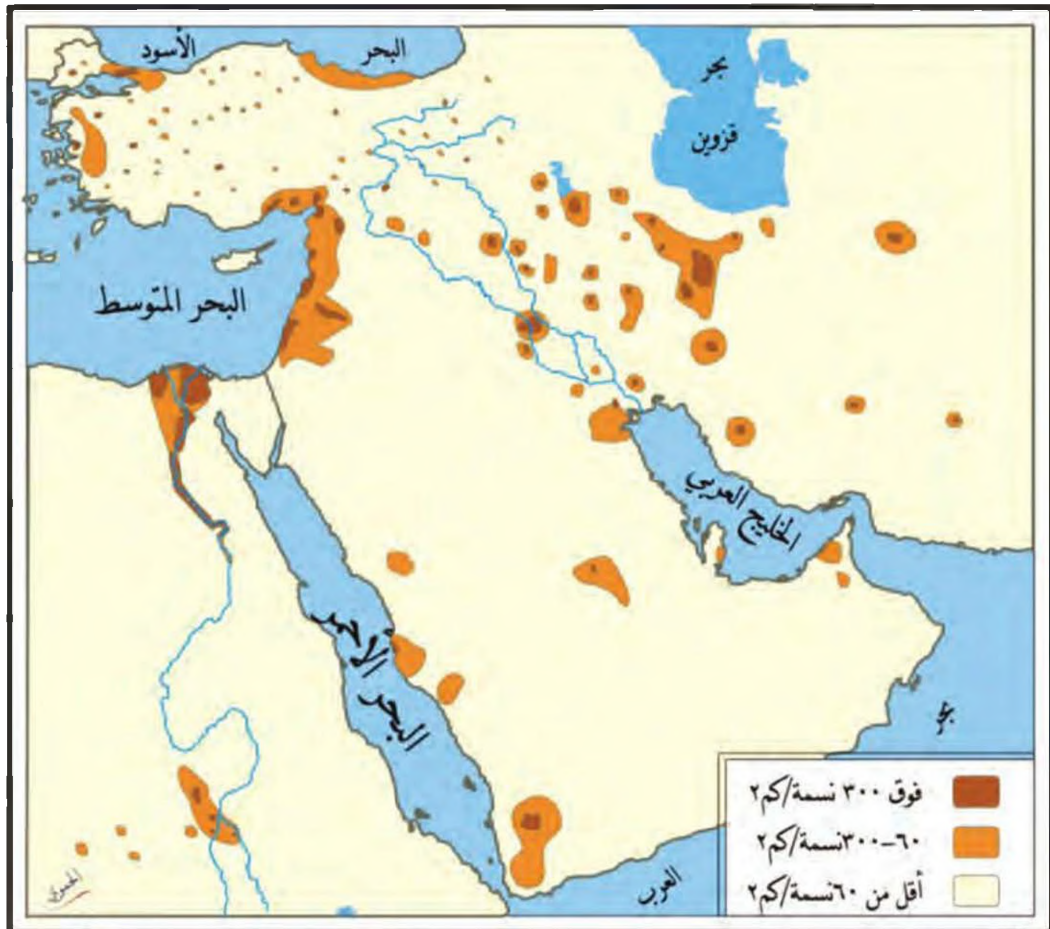 البحر
الأسود
بحر
قزوين
البحر المتوسط
الخليج العربي
البحر الأحمر
بحر
العرب
فوق ٣٠٠ نسمة/كم٢
٦٠-٣٠٠نسمة/كم٢
أقل من ٦٠نسمة/كم٢